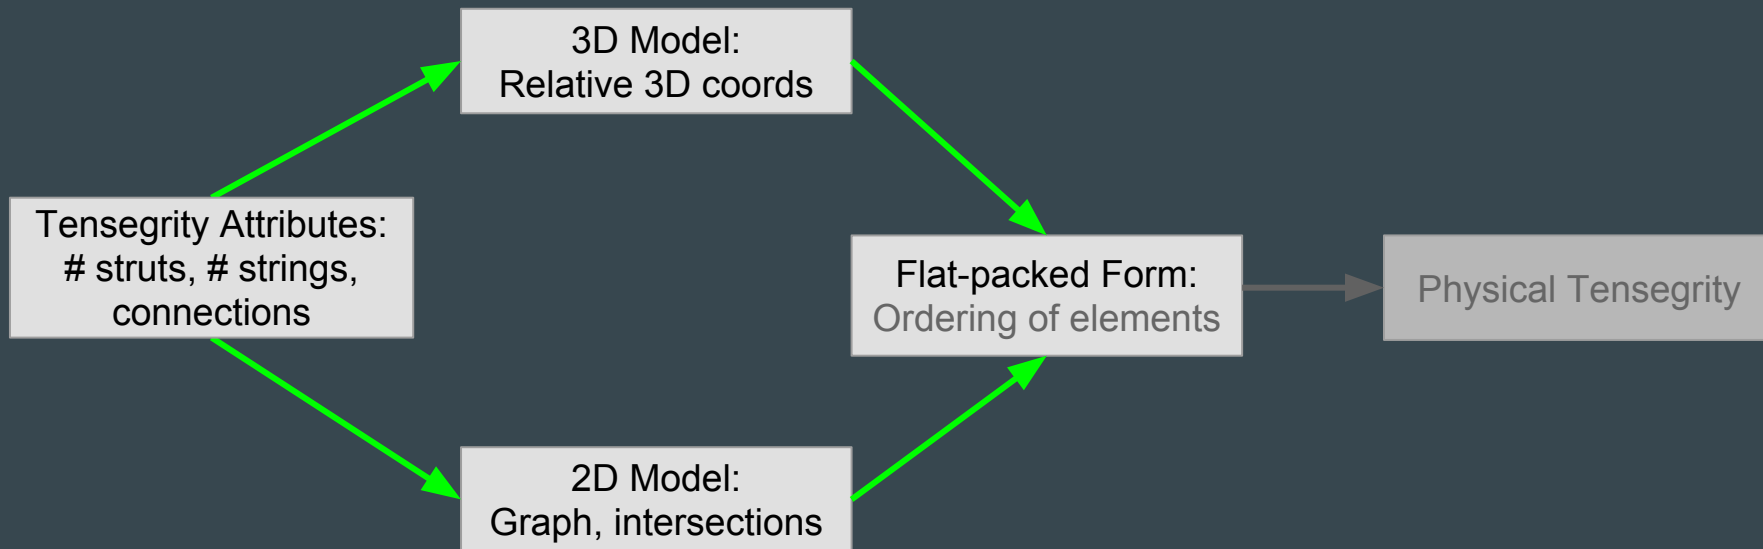 3D Model:
Relative 3D coords
Tensegrity Attributes:
# struts, # strings,
connections
Flat-packed Form:
Ordering of elements
Physical Tensegrity
2D Model:
Graph, intersections